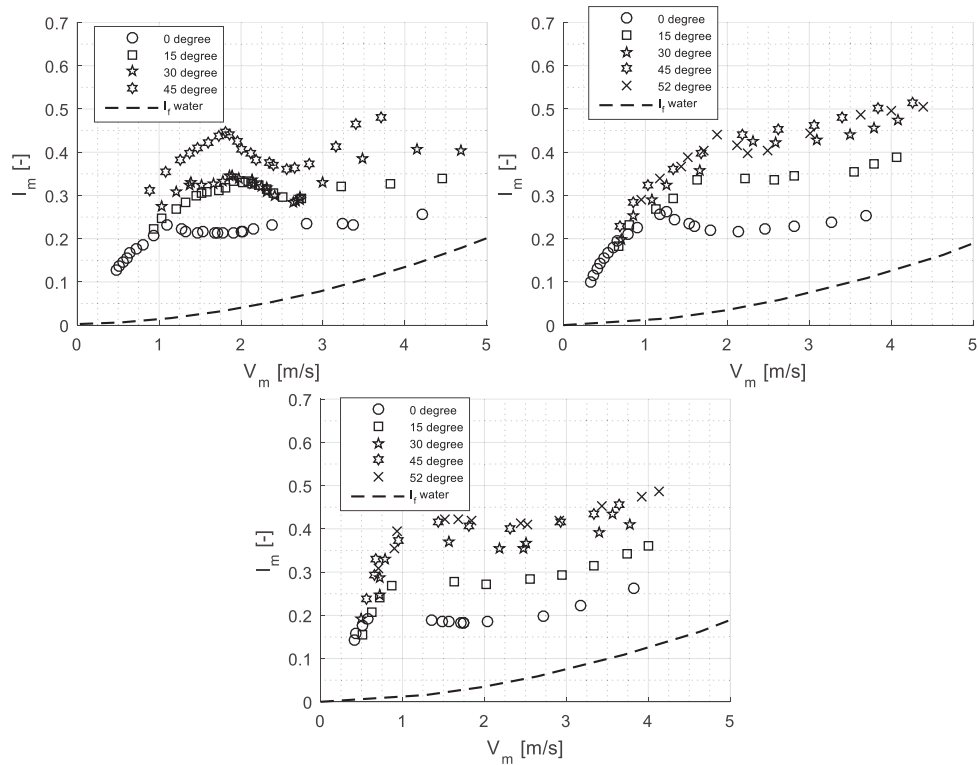 0.7
0.6
0.5
0.4
0.3
0.2
0.1
0
I_m [-]
0 degree
15 degree
30 degree
45 degree
I_f water
0 1 2 3 4 5
V_m [m/s]
0.7
0.6
0.5
0.4
0.3
0.2
0.1
0
I_m [-]
0 degree
15 degree
30 degree
45 degree
52 degree
I_f water
0 1 2 3 4 5
V_m [m/s]
0.7
0.6
0.5
0.4
0.3
0.2
0.1
0
I_m [-]
0 degree
15 degree
30 degree
45 degree
52 degree
I_f water
0 1 2 3 4 5
V_m [m/s]